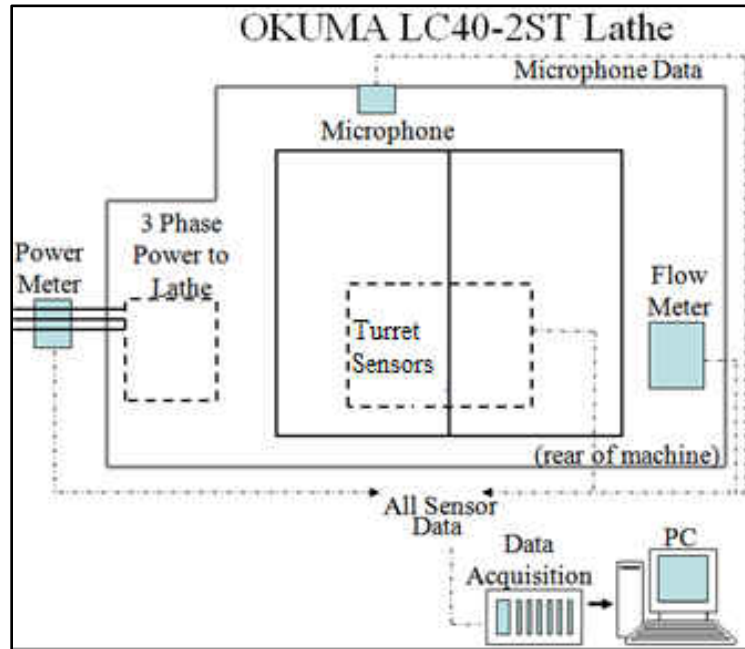 OKUMA LC40-2ST Lathe
Microphone Data
Microphone
3 Phase
Power to
Lathe
Power
Meter
Flow
Meter
Turret
Sensors
(rear of machine)
All Sensor
Data
Data
Acquisition
PC